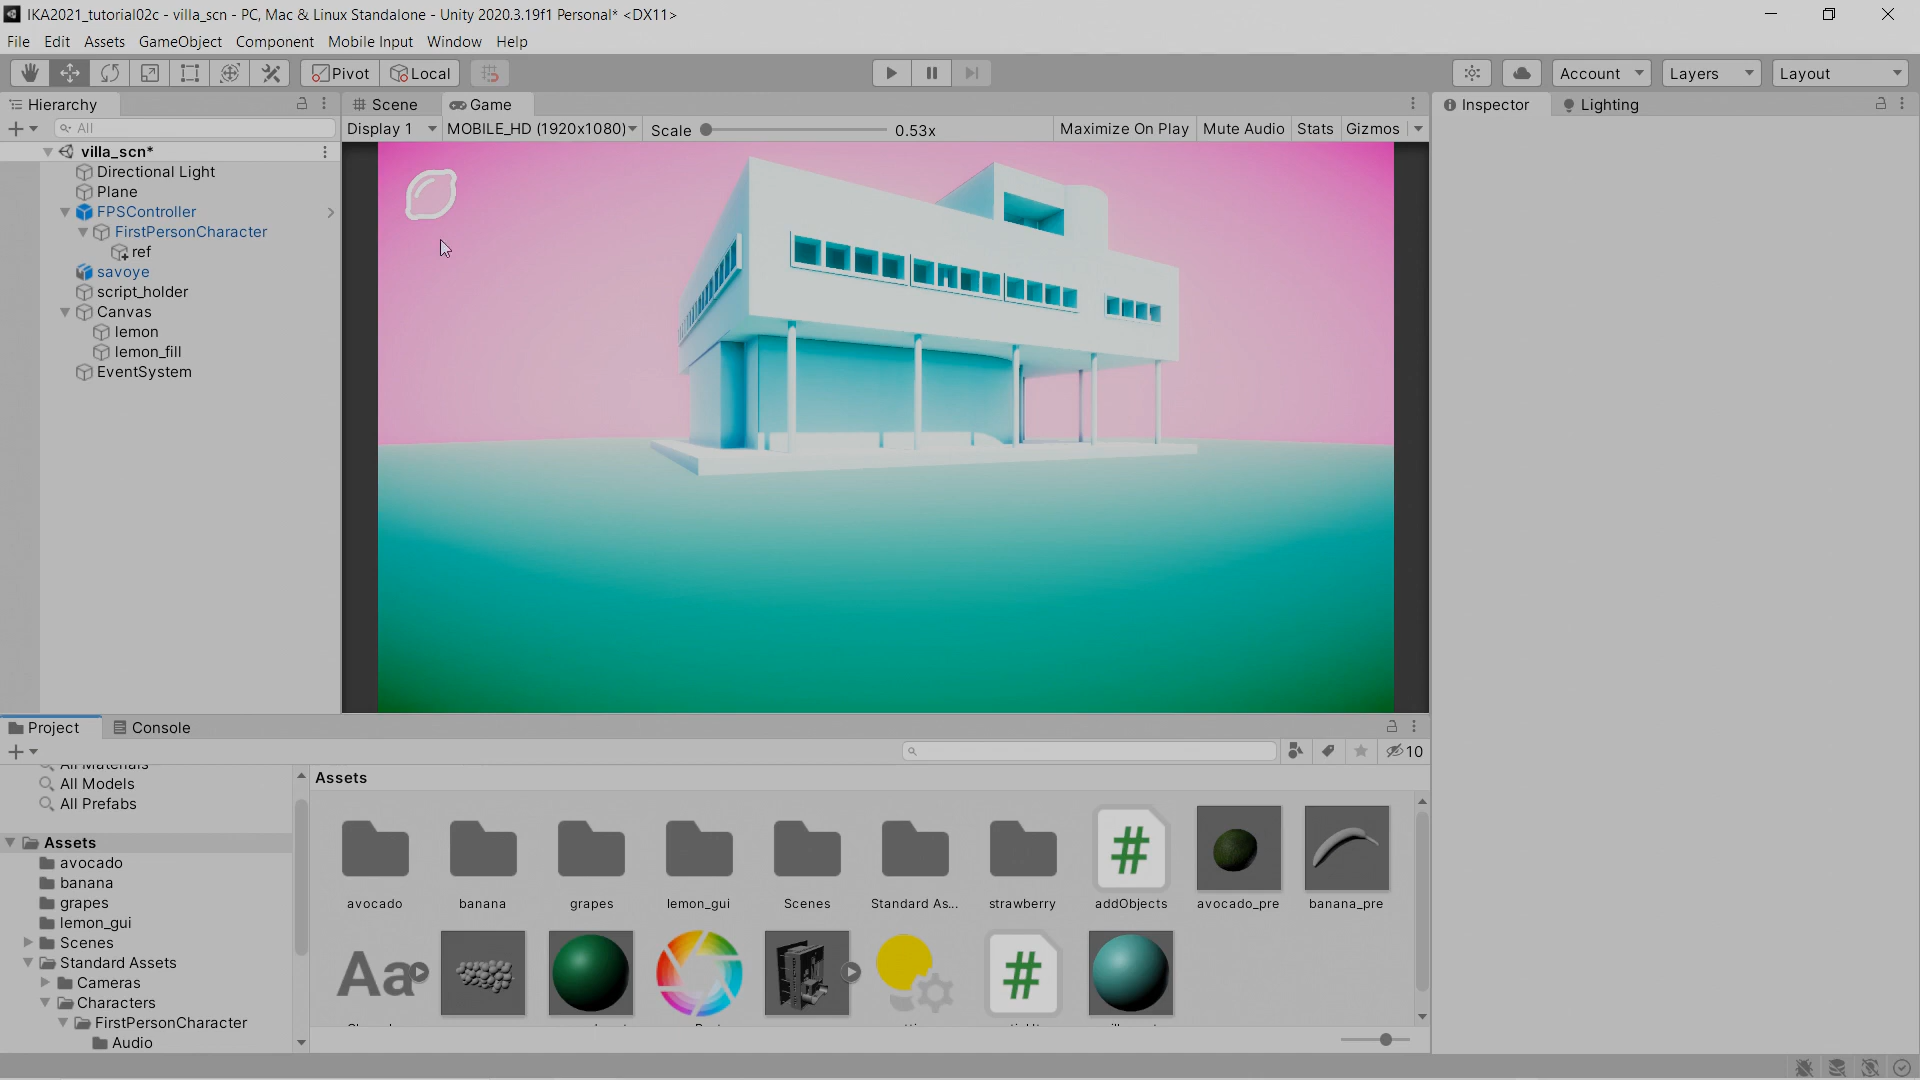 IKA2021_tutorial02c - villa_scn - PC, Mac & Linux Standalone - Unity 2020.3.19f1 Personal* <DX11>
File Edit Assets GameObject Component Mobile Input Window Help
Pivot Local Account Layers Layout
Hierarchy
Scene Game
Inspector Lighting
All
Display 1 MOBILE_HD (1920x1080) Scale 0.53x Maximize On Play Mute Audio Stats Gizmos
villa_scn*
Directional Light
Plane
FPSController
FirstPersonCharacter
ref
savoye
script_holder
Canvas
lemon
lemon_fill
EventSystem
Project Console
10
All Models
All Prefabs
Assets
avocado
banana
grapes
lemon_gui
Scenes
Standard Assets
Cameras
Characters
FirstPersonCharacter
Audio
Assets
avocado banana grapes lemon_gui Scenes Standard As... strawberry addObjects avocado_pre banana_pre
Aa